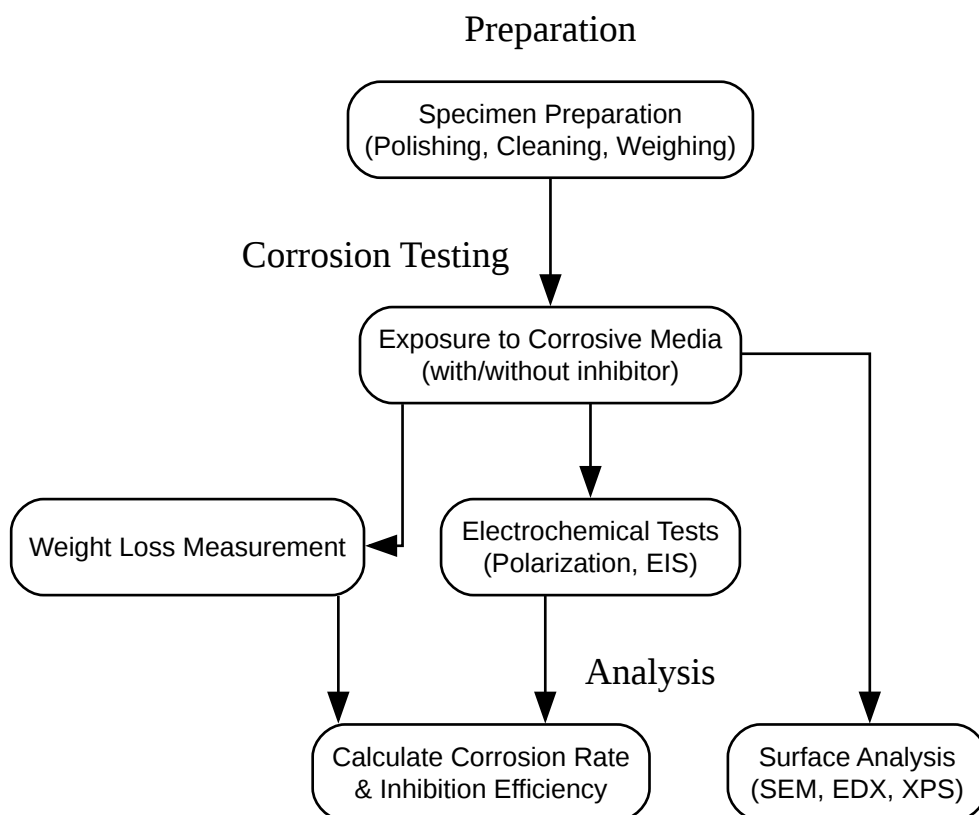 Preparation
Specimen Preparation
(Polishing, Cleaning, Weighing)
Corrosion Testing
Exposure to Corrosive Media
(with/without inhibitor)
Weight Loss Measurement
Electrochemical Tests
(Polarization, EIS)
Analysis
Calculate Corrosion Rate
& Inhibition Efficiency
Surface Analysis
(SEM, EDX, XPS)